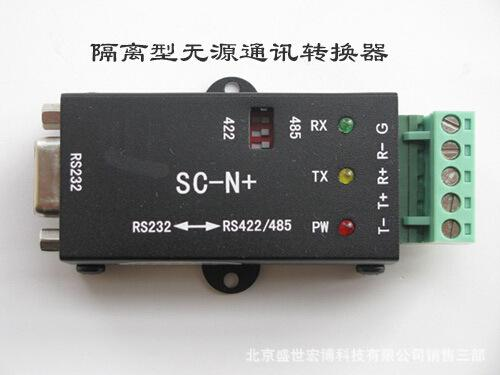 隔离型无源通讯转换器
RS232
422
485
RX
TX
PW
SC-N+
RS232 ←→ RS422/485
G
R-
R+
T+
T-
北京盛世宏博科技有限公司销售三部